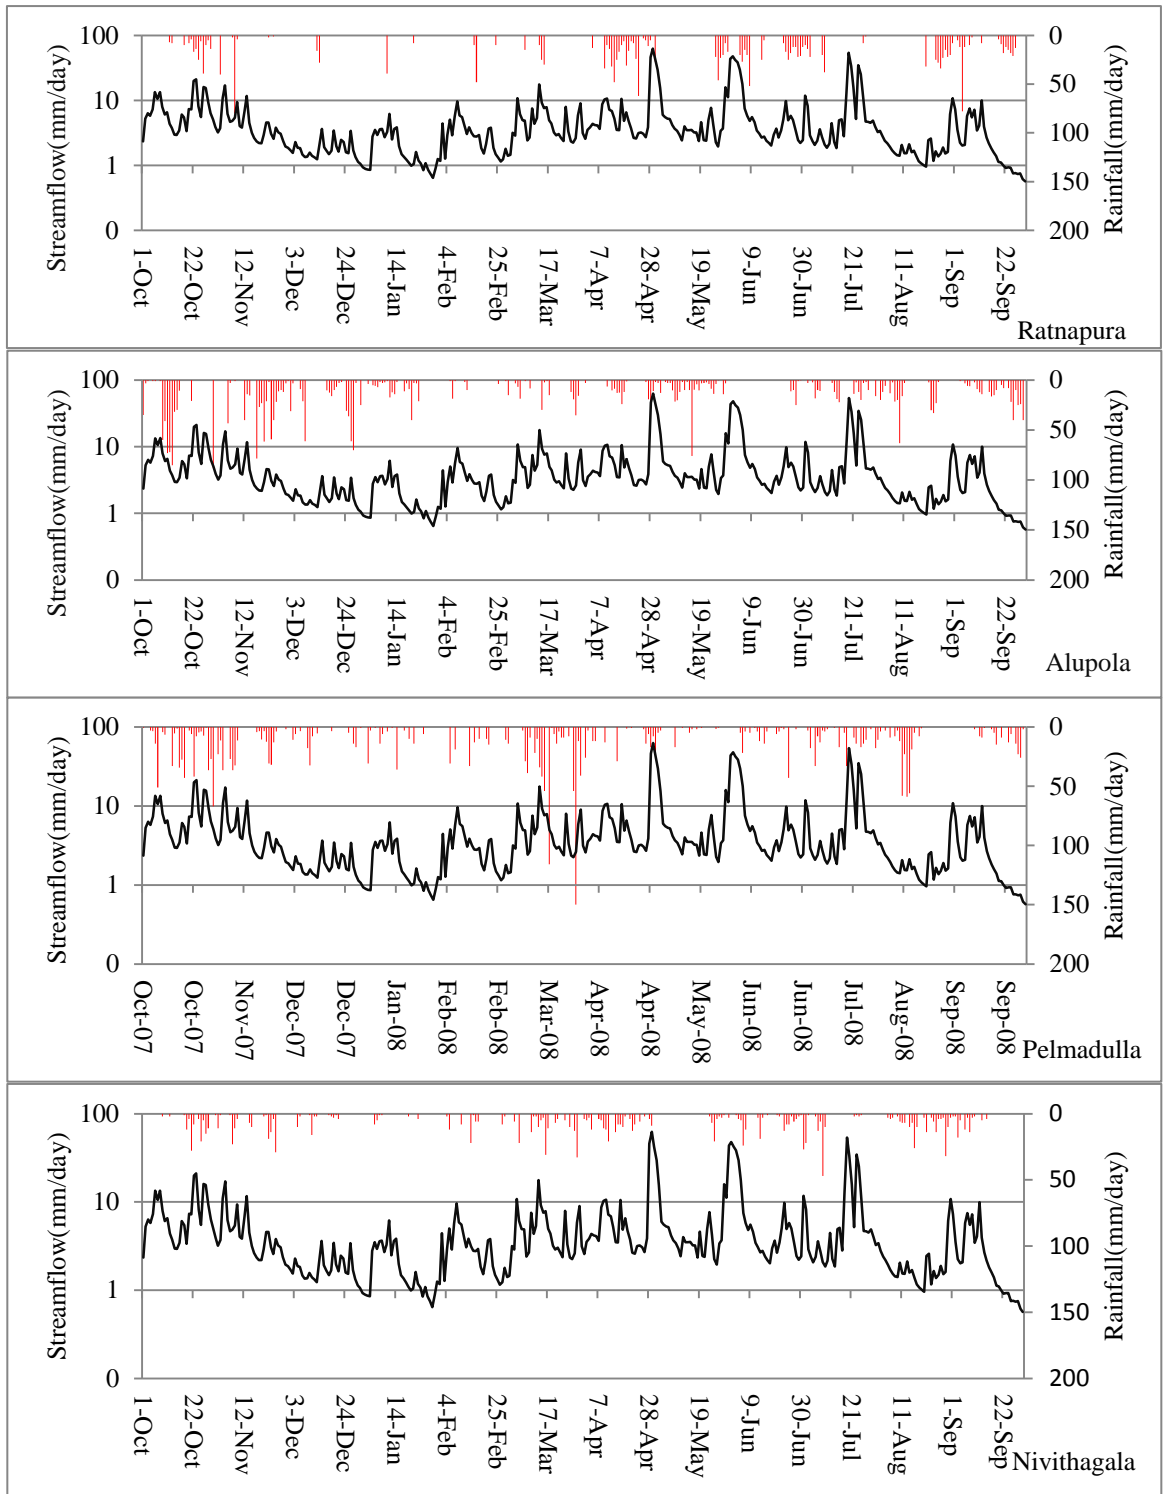 Streamflow(mm/day)
100
10
1
0
0
50
100
150
200
Rainfall(mm/day)
1-Oct
22-Oct
12-Nov
3-Dec
24-Dec
14-Jan
4-Feb
25-Feb
17-Mar
7-Apr
28-Apr
19-May
9-Jun
30-Jun
21-Jul
11-Aug
1-Sep
22-Sep
Ratnapura
Streamflow(mm/day)
100
10
1
0
0
50
100
150
200
Rainfall(mm/day)
1-Oct
22-Oct
12-Nov
3-Dec
24-Dec
14-Jan
4-Feb
25-Feb
17-Mar
7-Apr
28-Apr
19-May
9-Jun
30-Jun
21-Jul
11-Aug
1-Sep
22-Sep
Alupola
Streamflow(mm/day)
100
10
1
0
0
50
100
150
200
Rainfall(mm/day)
Oct-07
Oct-07
Nov-07
Dec-07
Dec-07
Jan-08
Feb-08
Feb-08
Mar-08
Apr-08
Apr-08
May-08
Jun-08
Jun-08
Jul-08
Aug-08
Sep-08
Sep-08
Pelmadulla
Streamflow(mm/day)
100
10
1
0
0
50
100
150
200
Rainfall(mm/day)
1-Oct
22-Oct
12-Nov
3-Dec
24-Dec
14-Jan
4-Feb
25-Feb
17-Mar
7-Apr
28-Apr
19-May
9-Jun
30-Jun
21-Jul
11-Aug
1-Sep
22-Sep
Nivithagala